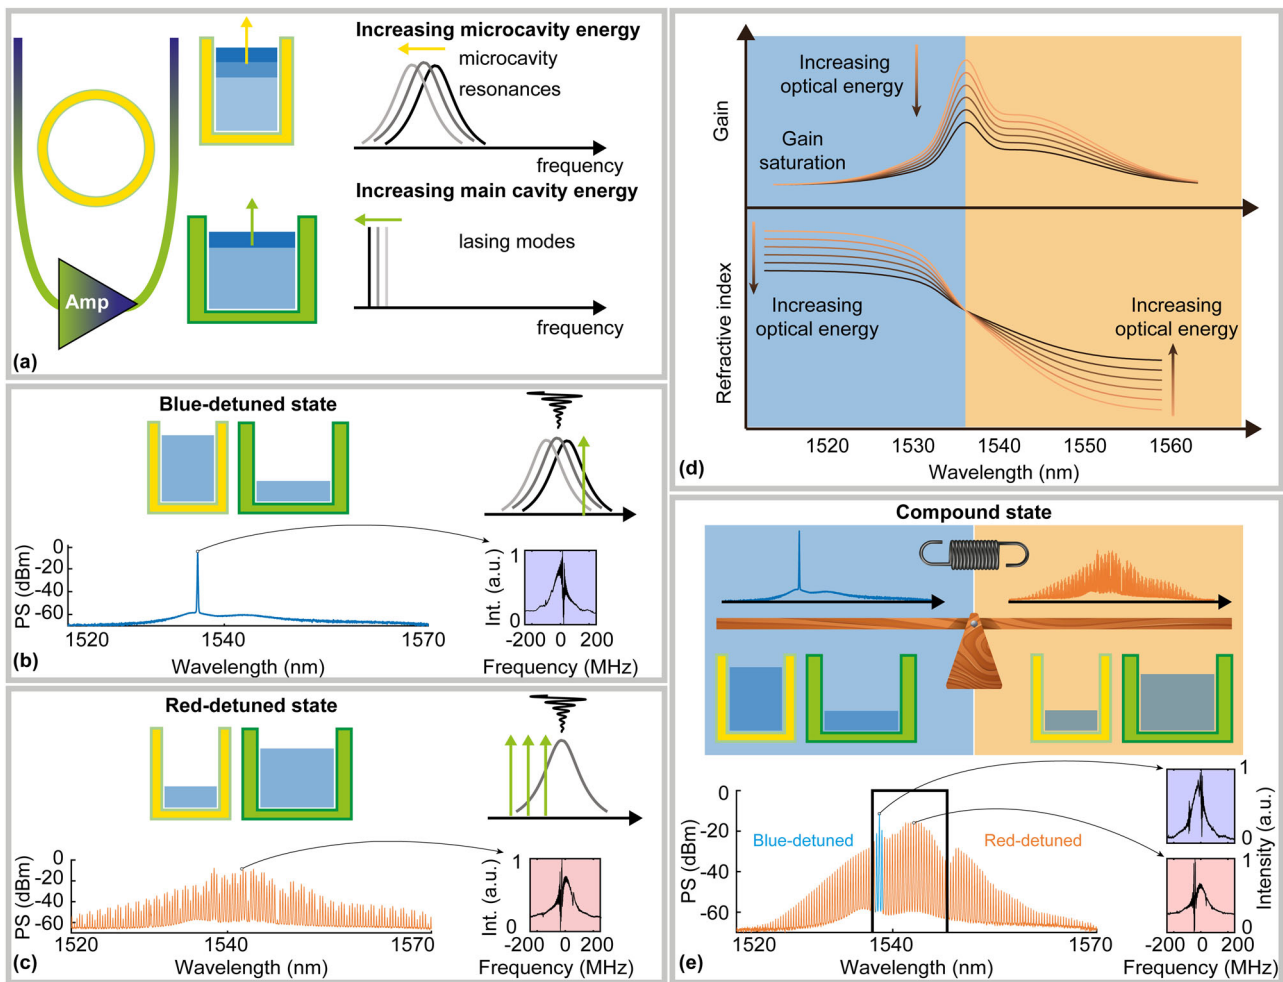 Increasing microcavity energy
microcavity
resonances
frequency
Increasing main cavity energy
lasing modes
frequency
Amp
(a)
Blue-detuned state
PS (dBm)
0
-20
-40
-60
1520
1540
1570
Wavelength (nm)
Int. (a.u.)
1
0
-200
0
200
Frequency (MHz)
(b)
Red-detuned state
PS (dBm)
0
-20
-40
-60
1520
1540
1570
Wavelength (nm)
Int. (a.u.)
1
0
-200
0
200
Frequency (MHz)
(c)
Gain
Increasing
optical energy
Gain
saturation
Refractive index
Increasing
optical energy
Increasing
optical energy
1520
1530
1540
1550
1560
Wavelength (nm)
(d)
Compound state
PS (dBm)
0
-20
-40
-60
Blue-detuned
Red-detuned
1520
1540
1570
Wavelength (nm)
1
0
1
0
Intensity (a.u.)
-200
0
200
Frequency (MHz)
(e)